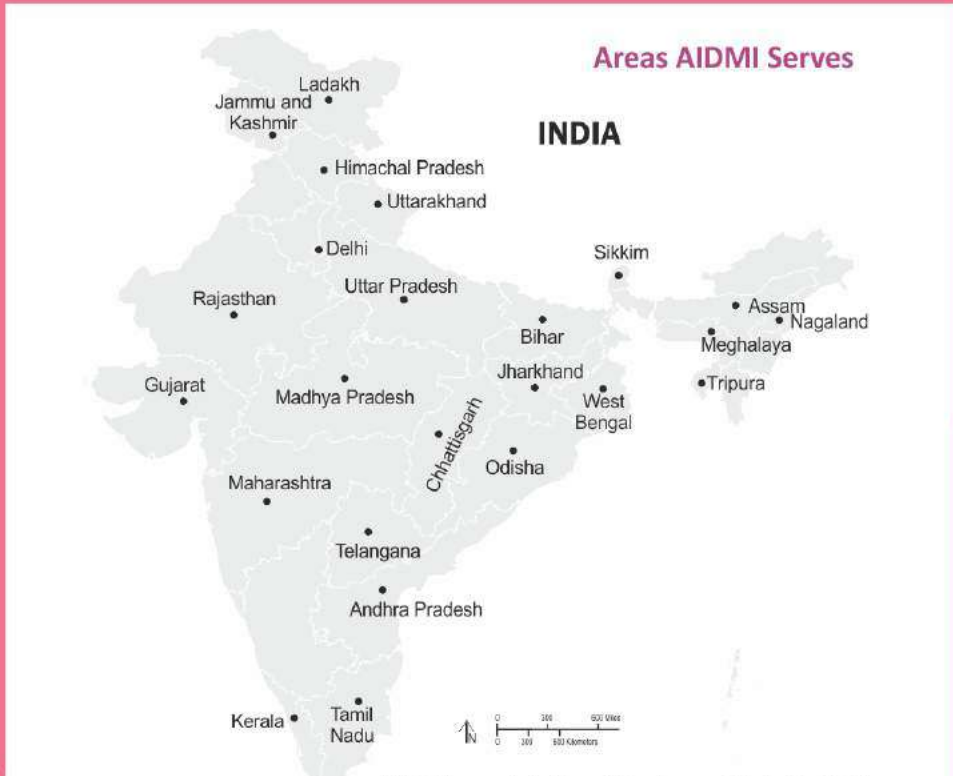 Areas AIDMI Serves
INDIA
Ladakh
Jammu and
Kashmir
Himachal Pradesh
Uttarakhand
Delhi
Sikkim
Uttar Pradesh
Rajasthan
Assam
Nagaland
Bihar
Meghalaya
Jharkhand
Tripura
Gujarat
Madhya Pradesh
West
Bengal
Chhattisgarh
Odisha
Maharashtra
Telangana
Andhra Pradesh
Kerala
Tamil
Nadu
N
0 300 600 Miles
0 300 600 Kilometers